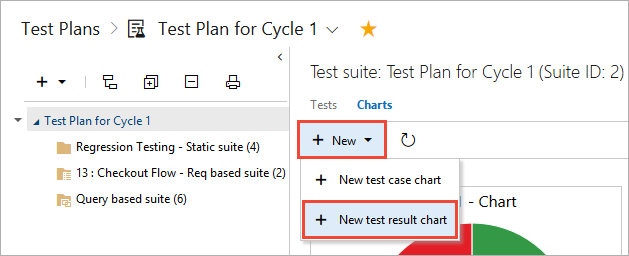 Test Plans > Test Plan for Cycle 1
Test suite: Test Plan for Cycle 1 (Suite ID: 2)
Tests Charts
Test Plan for Cycle 1
Regression Testing - Static suite (4)
13 : Checkout Flow - Req based suite (2)
Query based suite (6)
+ New
+ New test case chart
+ New test result chart
- Chart